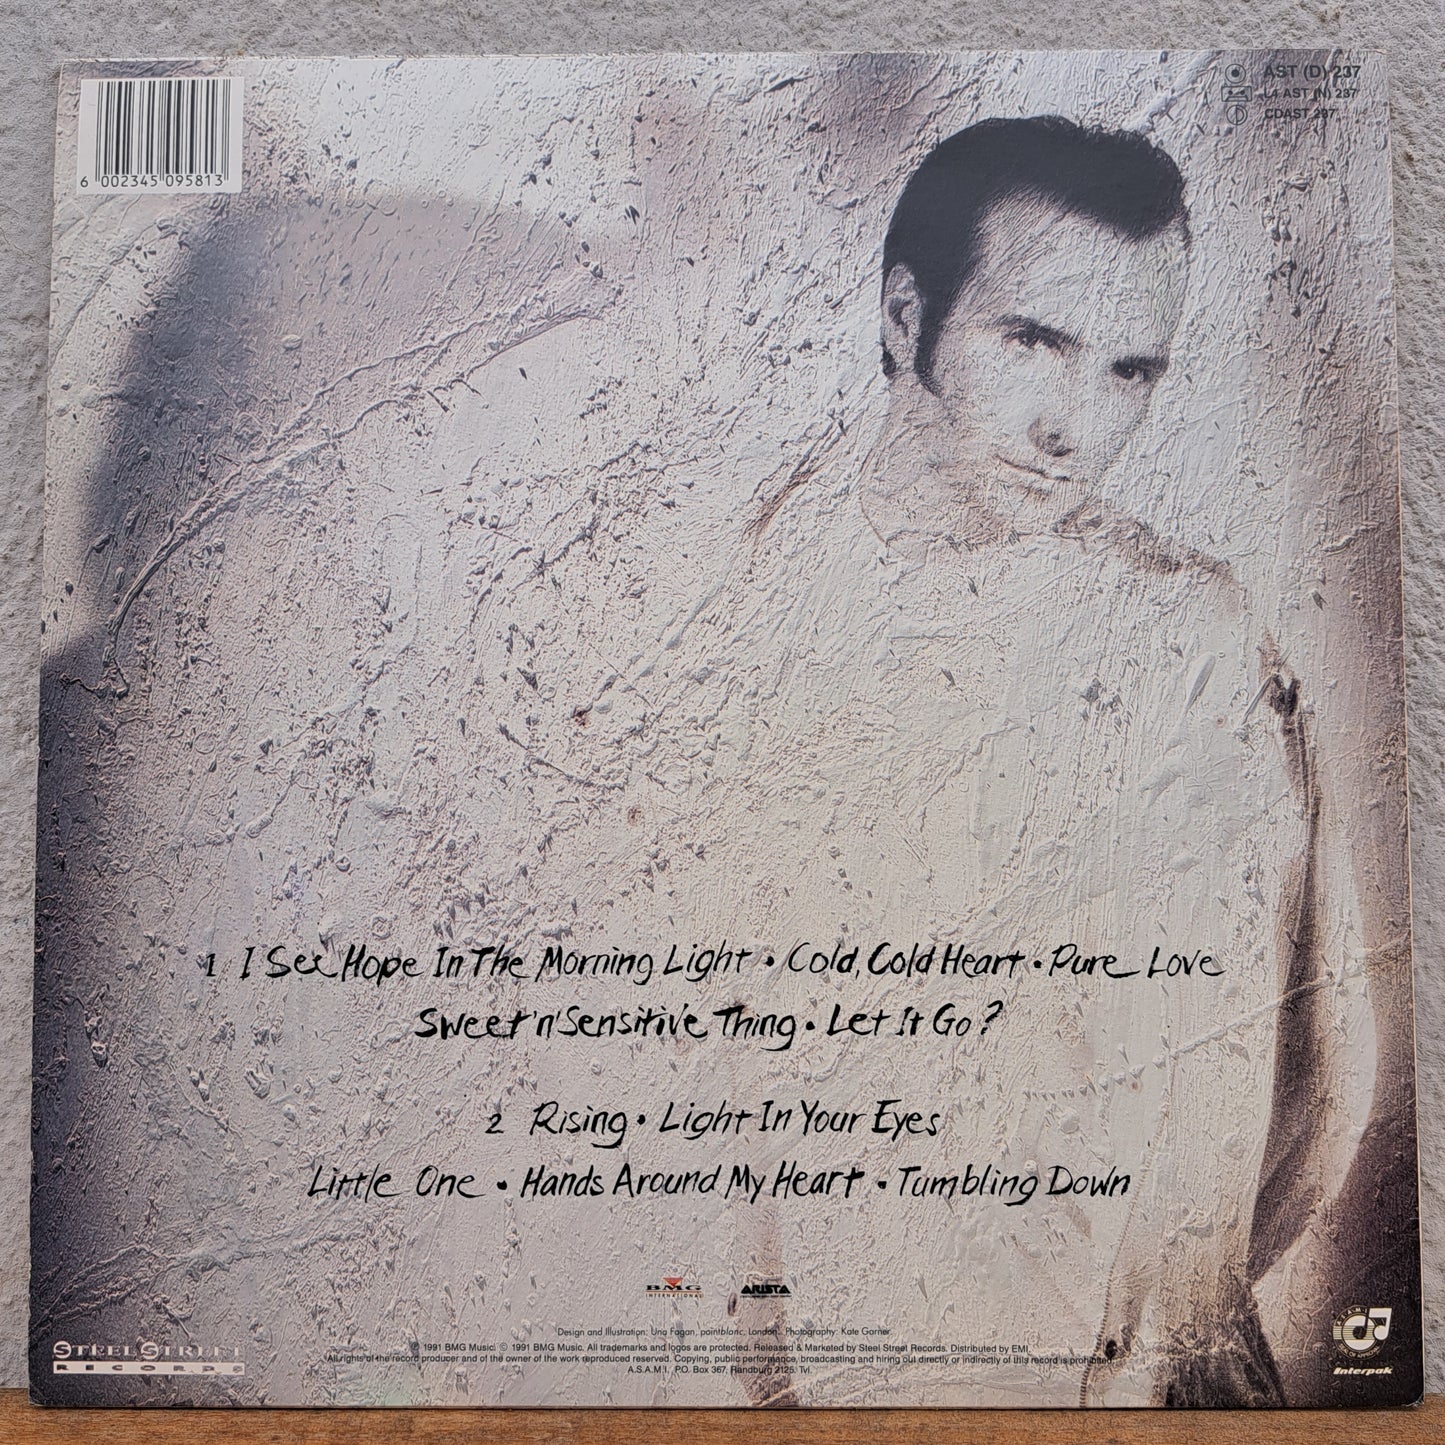 AST (D) 237
L4 AST (N) 237
CDAST 237
6 002345 095813
1 I See Hope In The Morning Light • Cold, Cold Heart • Pure Love
Sweet 'n' Sensitive Thing • Let It Go?
2 Rising • Light In Your Eyes
Little One • Hands Around My Heart • Tumbling Down
BMG
INTERNATIONAL
ARISTA
Design and Illustration: Una Fagan, paintblanc, London. Photography: Kate Garner.
℗ 1991 BMG Music. © 1991 BMG Music. All trademarks and logos are protected. Released & Marketed by Steel Street Records. Distributed by EMI.
All rights of the record producer and of the owner of the work reproduced reserved. Copying, public performance, broadcasting and hiring out directly or indirectly of this record is prohibited.
A.S.A.M.I., P.O. Box 367, Randburg 2125. Tvl.
STEEL STREET
RECORDS
Interpak